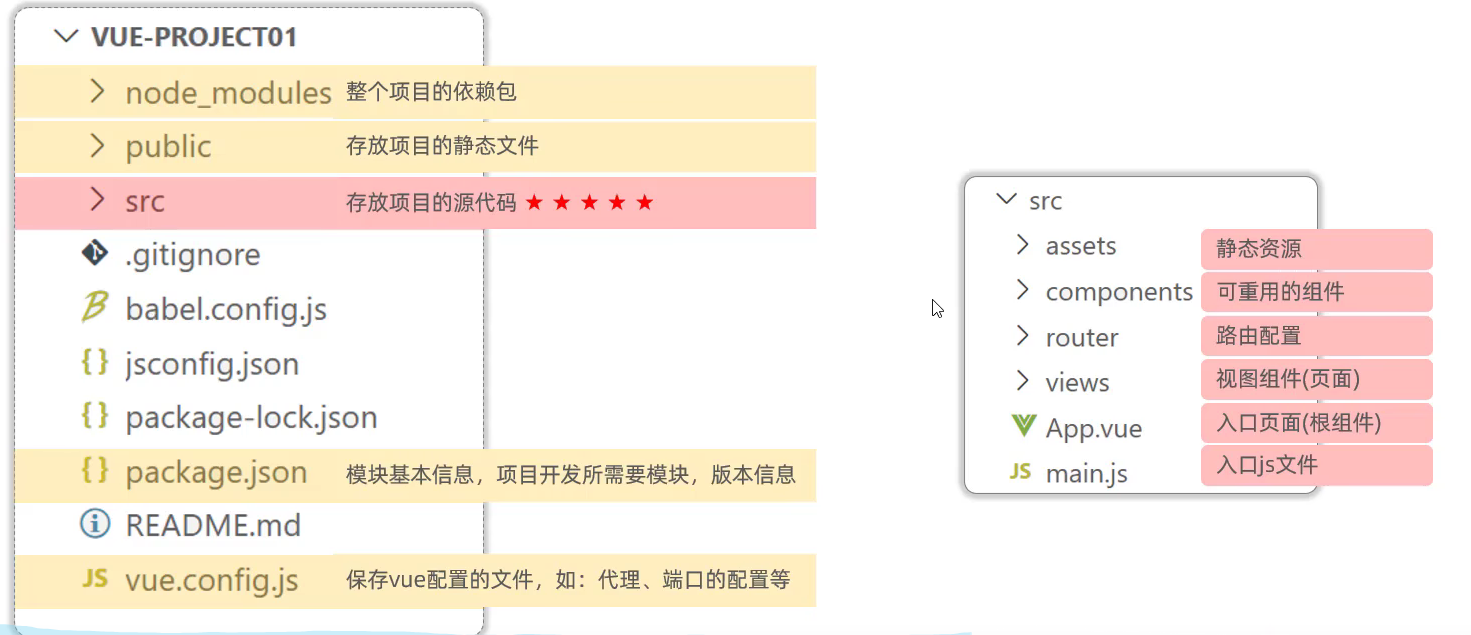 VUE-PROJECT01
node_modules 整个项目的依赖包
public 存放项目的静态文件
src 存放项目的源代码 ★ ★ ★ ★ ★
.gitignore
babel.config.js
{ } jsconfig.json
{ } package-lock.json
{ } package.json 模块基本信息，项目开发所需要模块，版本信息
README.md
JS vue.config.js 保存vue配置的文件，如：代理、端口的配置等
src
assets 静态资源
components 可重用的组件
router 路由配置
views 视图组件(页面)
App.vue 入口页面(根组件)
JS main.js 入口js文件